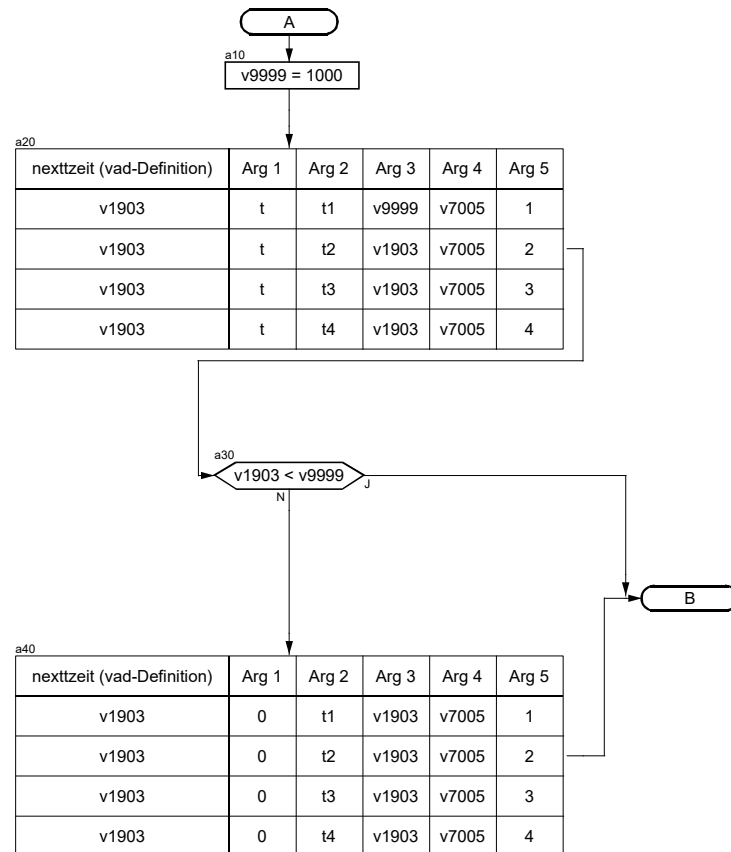 A
a10
v9999 = 1000
a20
nexttzeit (vad-Definition) Arg 1 Arg 2 Arg 3 Arg 4 Arg 5
v1903 t t1 v9999 v7005 1
v1903 t t2 v1903 v7005 2
v1903 t t3 v1903 v7005 3
v1903 t t4 v1903 v7005 4
a30
v1903 < v9999
J
N
B
a40
nexttzeit (vad-Definition) Arg 1 Arg 2 Arg 3 Arg 4 Arg 5
v1903 0 t1 v1903 v7005 1
v1903 0 t2 v1903 v7005 2
v1903 0 t3 v1903 v7005 3
v1903 0 t4 v1903 v7005 4